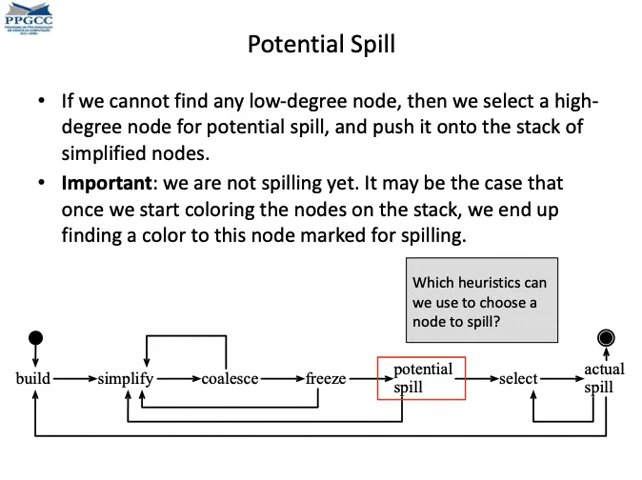 PPGCC
Potential Spill
• If we cannot find any low-degree node, then we select a high-
degree node for potential spill, and push it onto the stack of
simplified nodes.
• Important: we are not spilling yet. It may be the case that
once we start coloring the nodes on the stack, we end up
finding a color to this node marked for spilling.
Which heuristics can
we use to choose a
node to spill?
build simplify coalesce freeze potential spill select actual spill